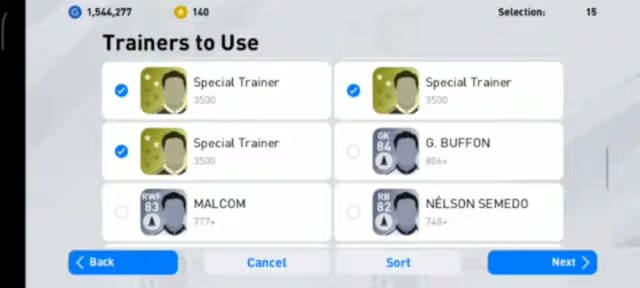 1,544,277 140 Selection: 15
Trainers to Use
Special Trainer
3500
Special Trainer
3500
Special Trainer
3500
GK
84
G. BUFFON
806+
RWF
83
MALCOM
777+
RB
82
NÉLSON SEMEDO
748+
Back Cancel Sort Next